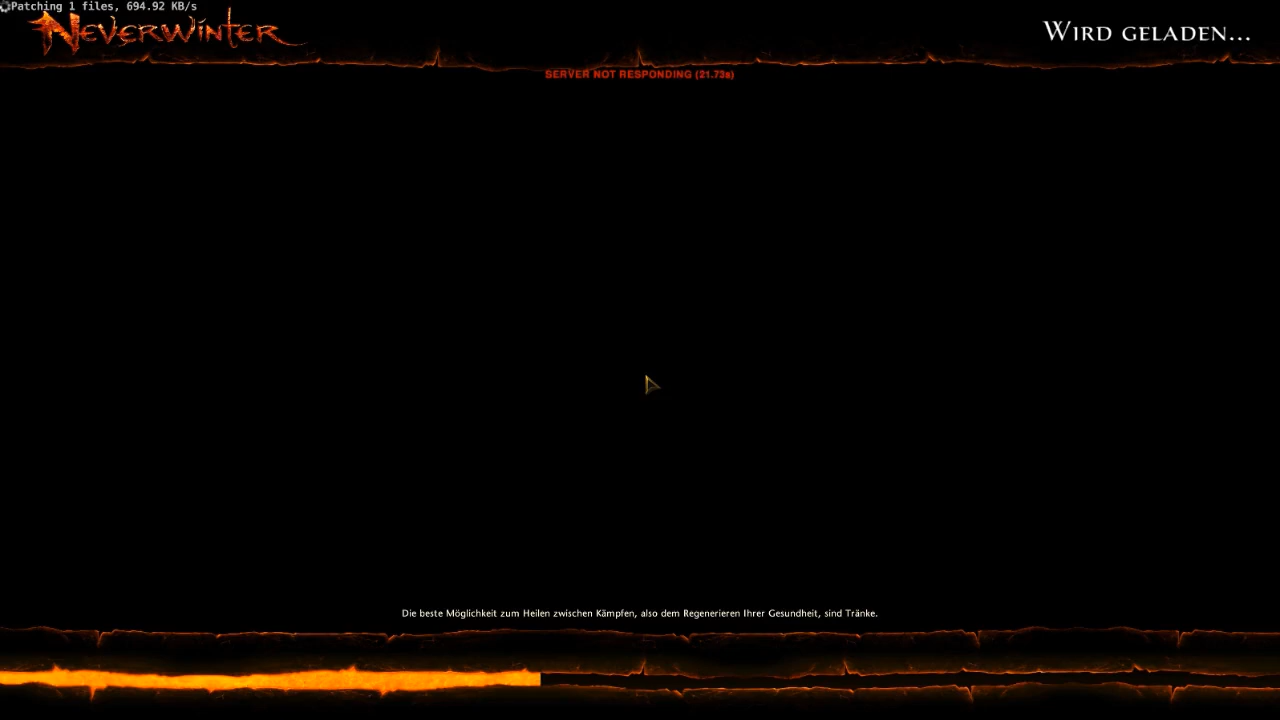 Patching 1 files, 694.92 KB/s
Neverwinter
Wird geladen...
SERVER NOT RESPONDING (21.73s)
Die beste Möglichkeit zum Heilen zwischen Kämpfen, also dem Regenerieren Ihrer Gesundheit, sind Tränke.